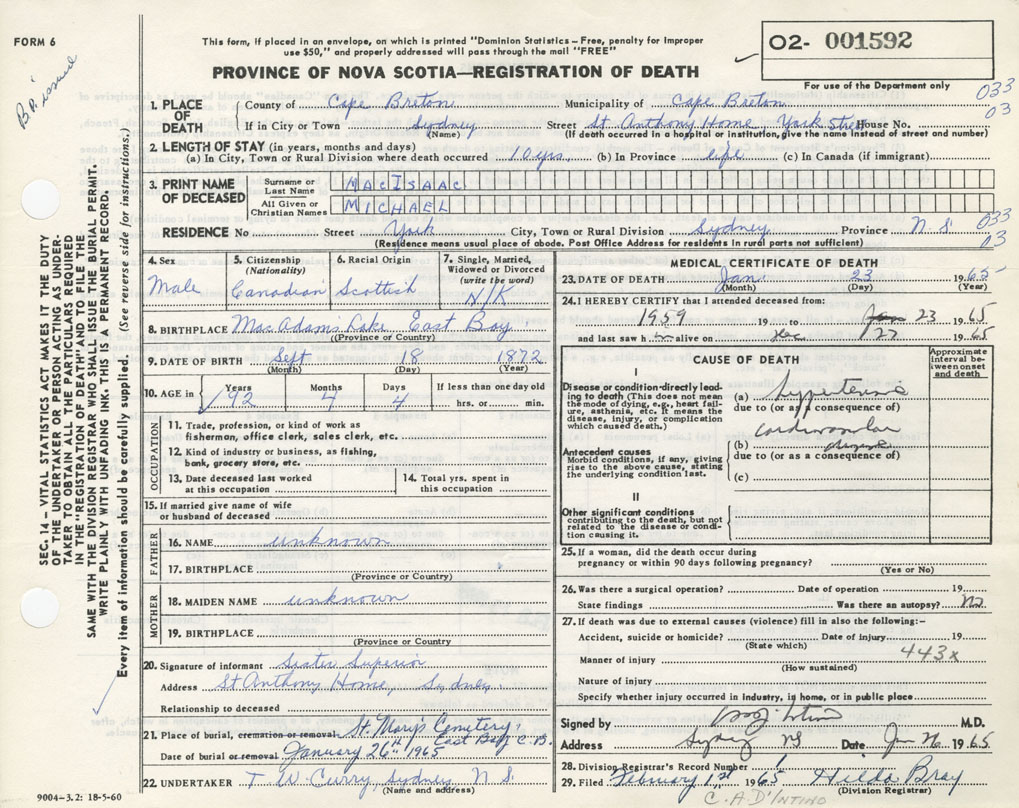 FORM 6
B.P. issued
This form, if placed in an envelope, on which is printed "Dominion Statistics – Free, penalty for improper
use $50," and properly addressed will pass through the mail "FREE"
PROVINCE OF NOVA SCOTIA—REGISTRATION OF DEATH
02- 001592
For use of the Department only
033
03
1. PLACE OF DEATH
County of Cape Breton Municipality of Cape Breton
If in City or Town Sydney (Name) Street St Anthony Home, York Street House No.
(If death occurred in a hospital or institution, give the name instead of street and number)
2. LENGTH OF STAY (in years, months and days)
(a) In City, Town or Rural Division where death occurred 10 yrs. (b) In Province life (c) In Canada (if immigrant)
3. PRINT NAME OF DECEASED
Surname or Last Name MACISAAC
All Given or Christian Names MICHAEL
RESIDENCE No Street York City, Town or Rural Division Sydney Province N.S.
033
03
(Residence means usual place of abode. Post Office Address for residents in rural parts not sufficient)
4. Sex
Male
5. Citizenship (Nationality)
Canadian
6. Racial Origin
Scottish
7. Single, Married, Widowed or Divorced (write the word)
N/K
8. BIRTHPLACE MacAdam Lake East Bay
(Province or Country)
9. DATE OF BIRTH Sept 18 1872
(Month) (Day) (Year)
10. AGE in Years 92 Months 4 Days 4 If less than one day old
hrs. or min.
OCCUPATION
11. Trade, profession, or kind of work as
fisherman, office clerk, sales clerk, etc.
12. Kind of industry or business, as fishing,
bank, grocery store, etc.
13. Date deceased last worked
at this occupation
14. Total yrs. spent in
this occupation
15. If married give name of wife
or husband of deceased
FATHER
16. NAME unknown
17. BIRTHPLACE
(Province or Country)
MOTHER
18. MAIDEN NAME unknown
19. BIRTHPLACE
(Province or Country)
20. Signature of informant Sister Superior
Address St Anthony Home, Sydney
Relationship to deceased
21. Place of burial, cremation or removal St. Mary's Cemetery,
East Bay C.B.
Date of burial or removal January 26th 1965
22. UNDERTAKER T. W. Curry, Sydney, N.S.
(Name and address)
9004–3.2: 18-5-60
MEDICAL CERTIFICATE OF DEATH
23. DATE OF DEATH Jan 23 1965
(Month) (Day) (Year)
24. I HEREBY CERTIFY that I attended deceased from:
1959 19 to Jan 23 1965
and last saw h alive on 1965
CAUSE OF DEATH
Approximate
interval be-
tween onset
and death
I
Disease or condition directly lead-
ing to death (This does not mean
the mode of dying, e.g., heart fail-
ure, asthenia, etc. It means the
disease, injury, or complication
which caused death.)
(a) hypertensive
due to (or as a consequence of)
cardiovascular
Antecedent causes
Morbid conditions, if any, giving
rise to the above cause, stating
the underlying condition last.
(b) disease
due to (or as a consequence of)
(c)
II
Other significant conditions
contributing to the death, but not
related to the disease or condi-
tion causing it.
25. If a woman, did the death occur during
pregnancy or within 90 days following pregnancy?
(Yes or No)
26. Was there a surgical operation? Date of operation 19
State findings Was there an autopsy? No
27. If death was due to external causes (violence) fill in also the following:-
Accident, suicide or homicide? Date of injury 19
(State which)
443x
Manner of injury
(How sustained)
Nature of injury
Specify whether injury occurred in industry, in home, or in public place
Signed by M.D.
Address Sydney NS Date Jan 26 1965
28. Division Registrar's Record Number 1
29. Filed February 1st 1965 Hilda Bray
(Division Registrar)
C. A. D'INTINO
SEC. 14 – VITAL STATISTICS ACT MAKES IT THE DUTY
OF THE UNDERTAKER OR PERSON ACTING AS UNDER-
TAKER TO OBTAIN ALL THE PARTICULARS REQUIRED
IN THE "REGISTRATION OF DEATH" AND TO FILE THE
SAME WITH THE DIVISION REGISTRAR WHO SHALL ISSUE THE BURIAL PERMIT.
WRITE PLAINLY WITH UNFADING INK. THIS IS A PERMANENT RECORD.
Every item of information should be carefully supplied. (See reverse side for instructions.)